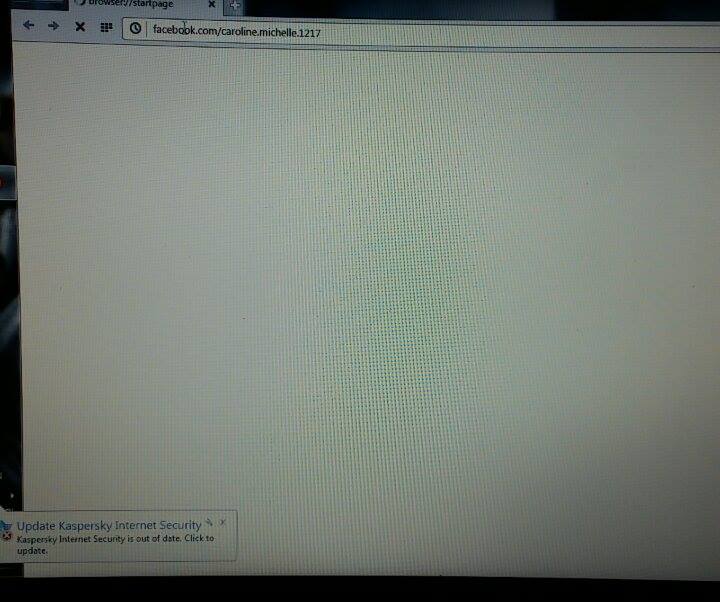 browser://startpage
facebook.com/caroline.michelle.1217
Update Kaspersky Internet Security
Kaspersky Internet Security is out of date. Click to
update.